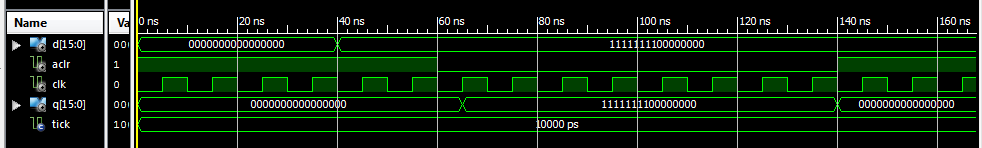 Name Va 0 ns 20 ns 40 ns 60 ns 80 ns 100 ns 120 ns 140 ns 160 ns
d[15:0] 00 0000000000000000 1111111100000000
aclr 1
clk 0
q[15:0] 00 0000000000000000 1111111100000000 0000000000000000
tick 10 10000 ps